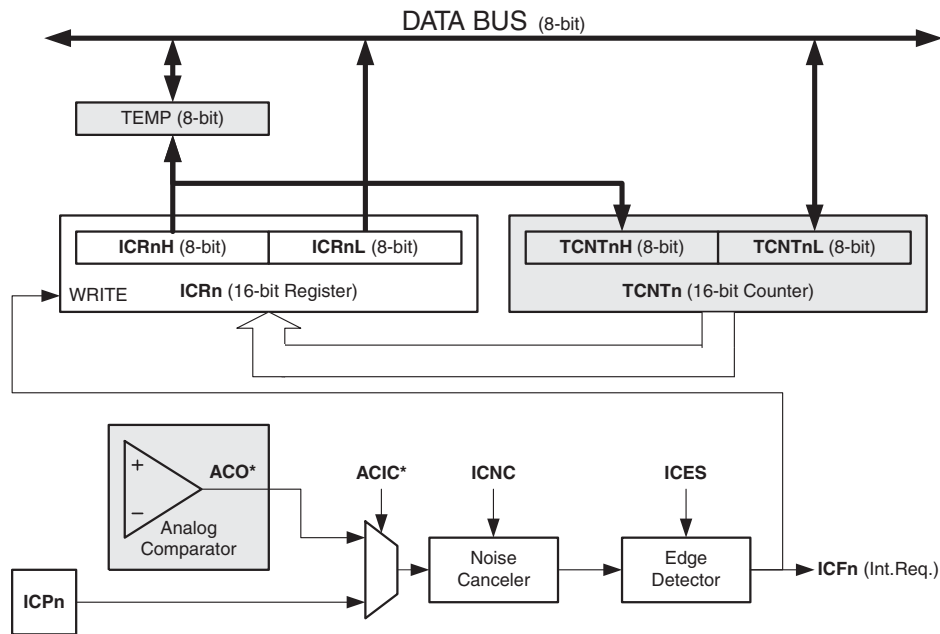 DATA BUS (8-bit)
TEMP (8-bit)
ICRnH (8-bit)
ICRnL (8-bit)
TCNTnH (8-bit)
TCNTnL (8-bit)
WRITE
ICRn (16-bit Register)
TCNTn (16-bit Counter)
+
−
ACO*
Analog
Comparator
ACIC*
ICNC
ICES
Noise
Canceler
Edge
Detector
ICFn (Int.Req.)
ICPn